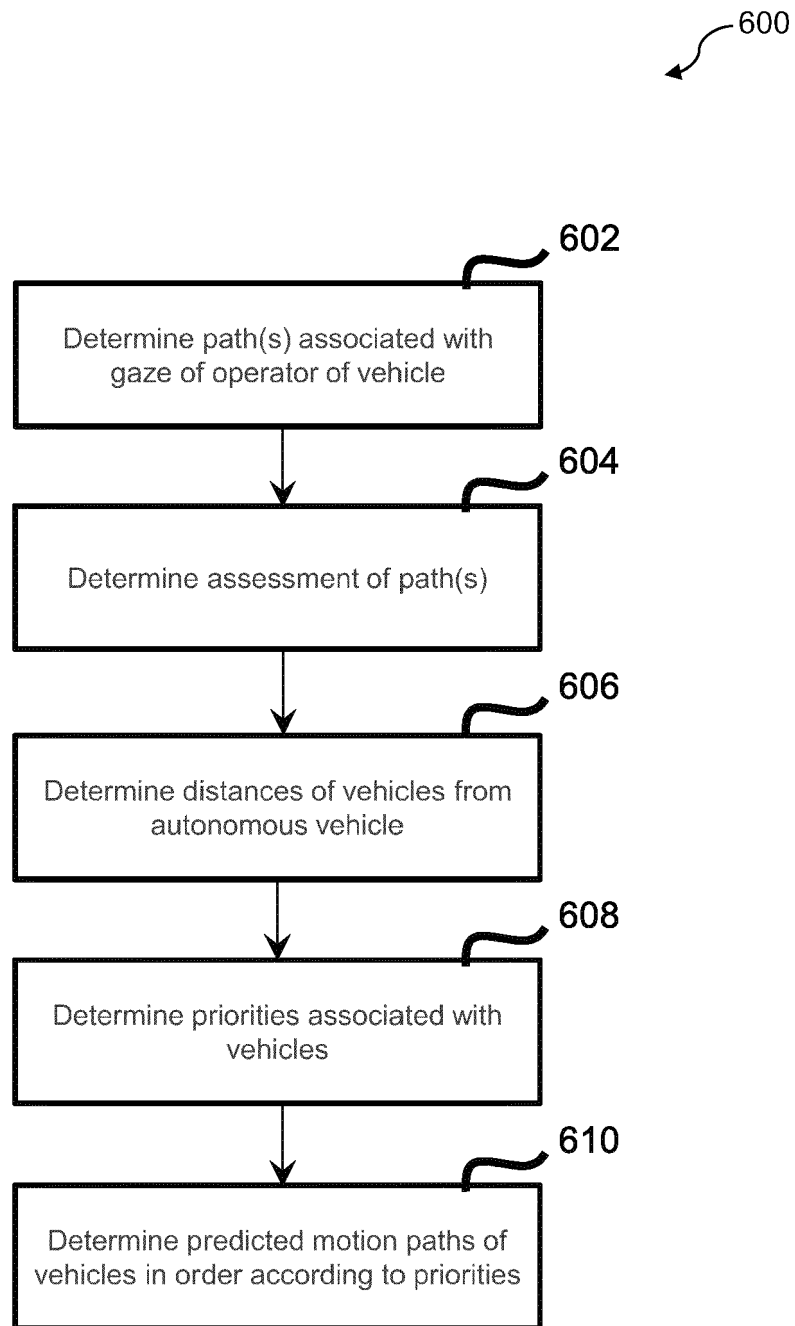 600
602
Determine path(s) associated with
gaze of operator of vehicle
604
Determine assessment of path(s)
606
Determine distances of vehicles from
autonomous vehicle
608
Determine priorities associated with
vehicles
610
Determine predicted motion paths of
vehicles in order according to priorities